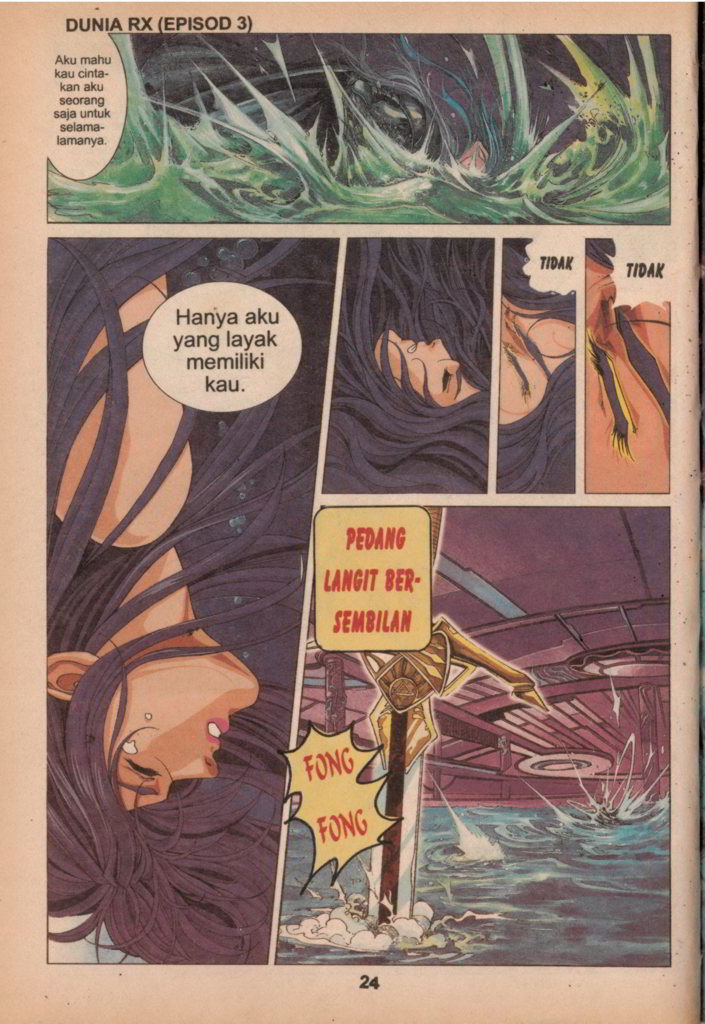 DUNIA RX (EPISOD 3)
Aku mahu
kau cinta-
kan aku
seorang
saja untuk
selama-
lamanya.
Hanya aku
yang layak
memiliki
kau.
TIDAK
TIDAK
PEDANG
LANGIT BER-
SEMBILAN
FONG
FONG
24